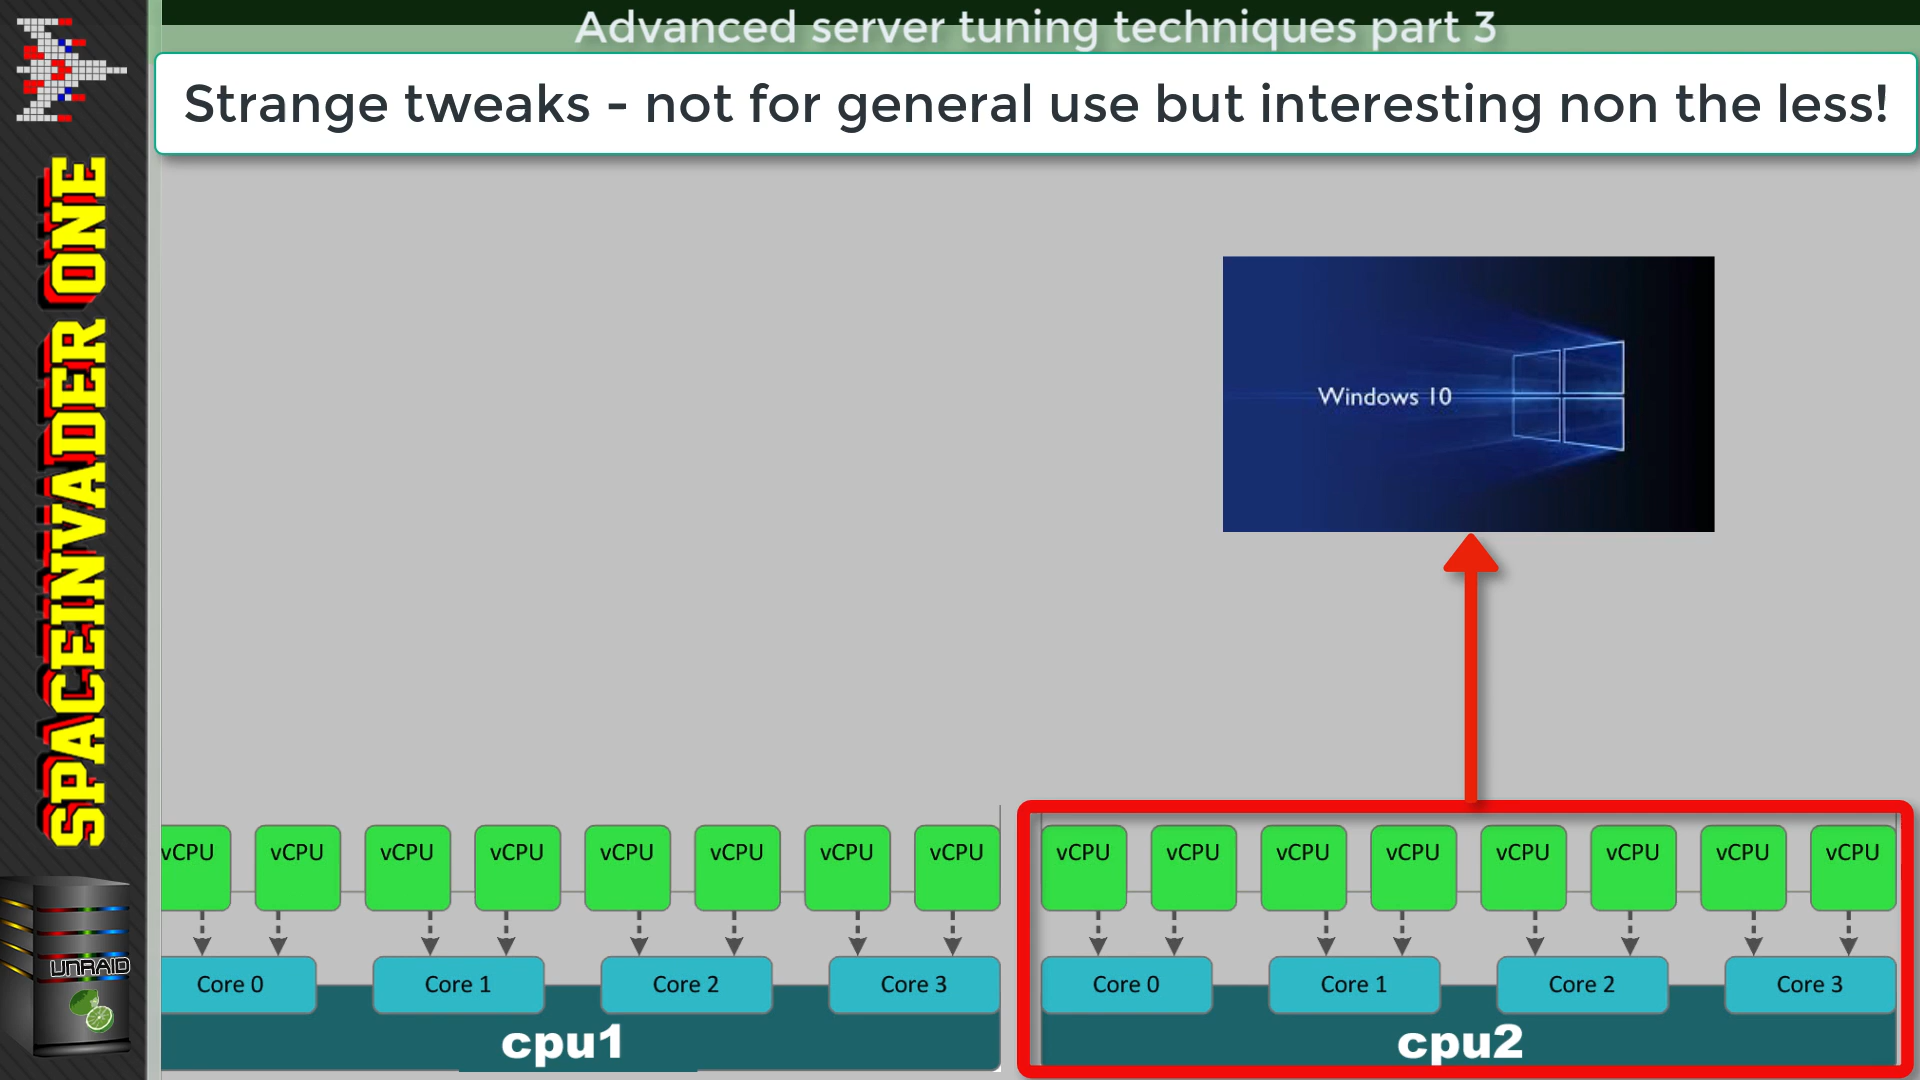 Advanced server tuning techniques part 3
Strange tweaks - not for general use but interesting non the less!
SPACEINVADER ONE
Windows 10
vCPU vCPU vCPU vCPU vCPU vCPU vCPU vCPU
vCPU vCPU vCPU vCPU vCPU vCPU vCPU vCPU
Core 0 Core 1 Core 2 Core 3
Core 0 Core 1 Core 2 Core 3
cpu1
cpu2
UNRAID